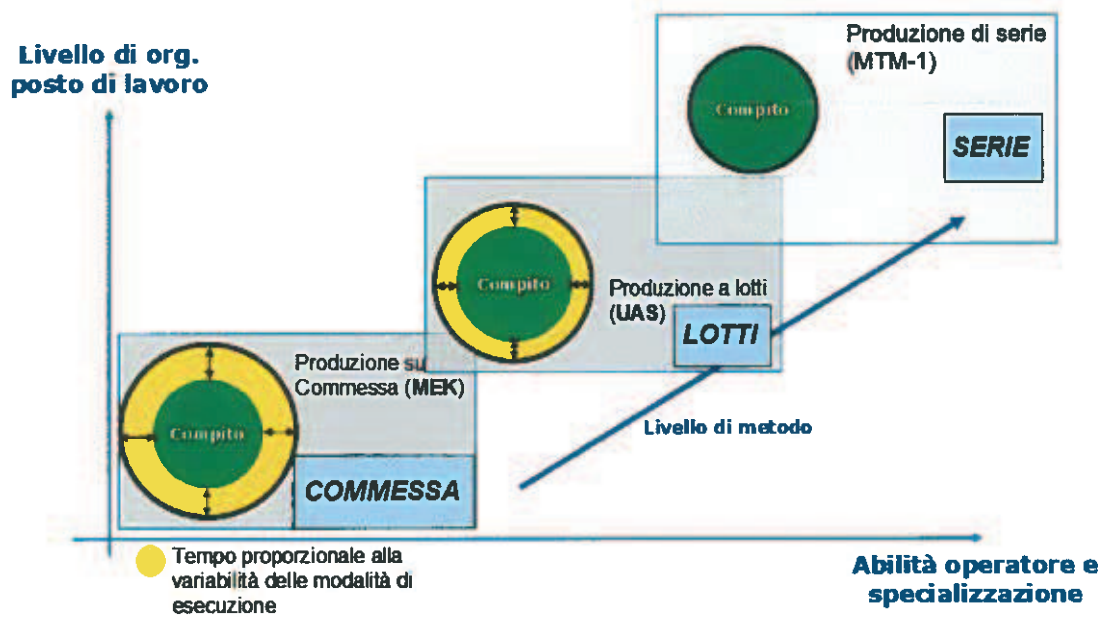 Livello di org.
posto di lavoro
Produzione di serie
(MTM-1)
Compito
SERIE
Compito
Produzione a lotti
(UAS)
LOTTI
Produzione su
Commessa (MEK)
Compito
Livello di metodo
COMMESSA
Tempo proporzionale alla
variabilità delle modalità di
esecuzione
Abilità operatore e
specializzazione